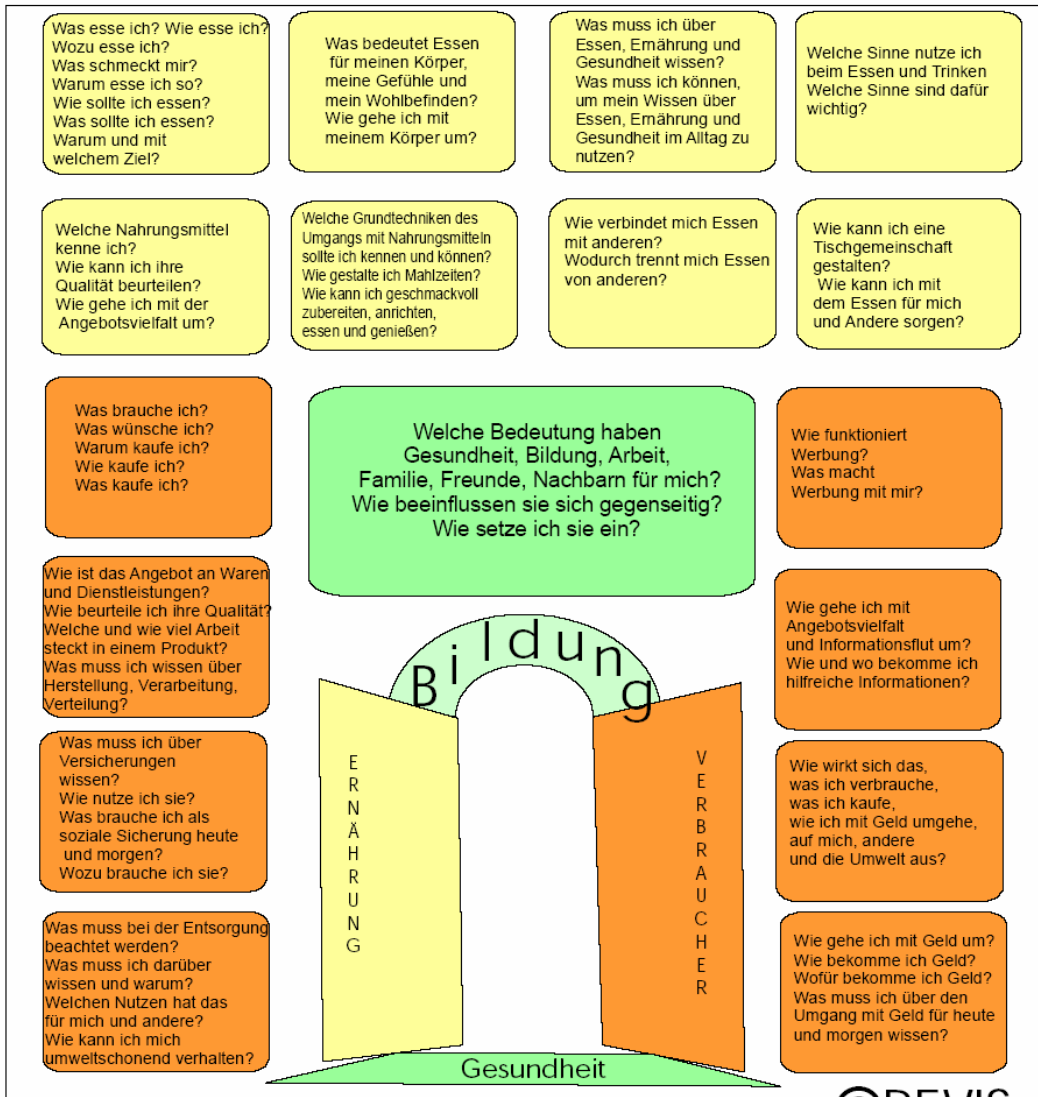 Was esse ich? Wie esse ich?
Wozu esse ich?
Was schmeckt mir?
Warum esse ich so?
Wie sollte ich essen?
Was sollte ich essen?
Warum und mit
welchem Ziel?
Was bedeutet Essen
für meinen Körper,
meine Gefühle und
mein Wohlbefinden?
Wie gehe ich mit
meinem Körper um?
Was muss ich über
Essen, Ernährung und
Gesundheit wissen?
Was muss ich können,
um mein Wissen über
Essen, Ernährung und
Gesundheit im Alltag zu
nutzen?
Welche Sinne nutze ich
beim Essen und Trinken
Welche Sinne sind dafür
wichtig?
Welche Nahrungsmittel
kenne ich?
Wie kann ich ihre
Qualität beurteilen?
Wie gehe ich mit der
Angebotsvielfalt um?
Welche Grundtechniken des
Umgangs mit Nahrungsmitteln
sollte ich kennen und können?
Wie gestalte ich Mahlzeiten?
Wie kann ich geschmackvoll
zubereiten, anrichten,
essen und genießen?
Wie verbindet mich Essen
mit anderen?
Wodurch trennt mich Essen
von anderen?
Wie kann ich eine
Tischgemeinschaft
gestalten?
Wie kann ich mit
dem Essen für mich
und Andere sorgen?
Was brauche ich?
Was wünsche ich?
Warum kaufe ich?
Wie kaufe ich?
Was kaufe ich?
Welche Bedeutung haben
Gesundheit, Bildung, Arbeit,
Familie, Freunde, Nachbarn für mich?
Wie beeinflussen sie sich gegenseitig?
Wie setze ich sie ein?
Wie funktioniert
Werbung?
Was macht
Werbung mit mir?
Wie ist das Angebot an Waren
und Dienstleistungen?
Wie beurteile ich ihre Qualität?
Welche und wie viel Arbeit
steckt in einem Produkt?
Was muss ich wissen über
Herstellung, Verarbeitung,
Verteilung?
Wie gehe ich mit
Angebotsvielfalt
und Informationsflut um?
Wie und wo bekomme ich
hilfreiche Informationen?
Bildung
ERNÄHRUNG
VERBRAUCHER
Was muss ich über
Versicherungen
wissen?
Wie nutze ich sie?
Was brauche ich als
soziale Sicherung heute
und morgen?
Wozu brauche ich sie?
Wie wirkt sich das,
was ich verbrauche,
was ich kaufe,
wie ich mit Geld umgehe,
auf mich, andere
und die Umwelt aus?
Was muss bei der Entsorgung
beachtet werden?
Was muss ich darüber
wissen und warum?
Welchen Nutzen hat das
für mich und andere?
Wie kann ich mich
umweltschonend verhalten?
Wie gehe ich mit Geld um?
Wie bekomme ich Geld?
Wofür bekomme ich Geld?
Was muss ich über den
Umgang mit Geld für heute
und morgen wissen?
Gesundheit